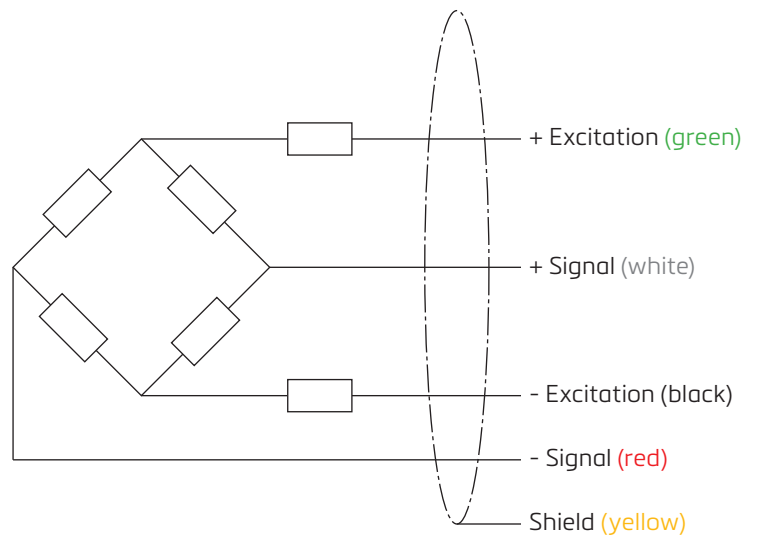 + Excitation (green)
+ Signal (white)
- Excitation (black)
- Signal (red)
Shield (yellow)